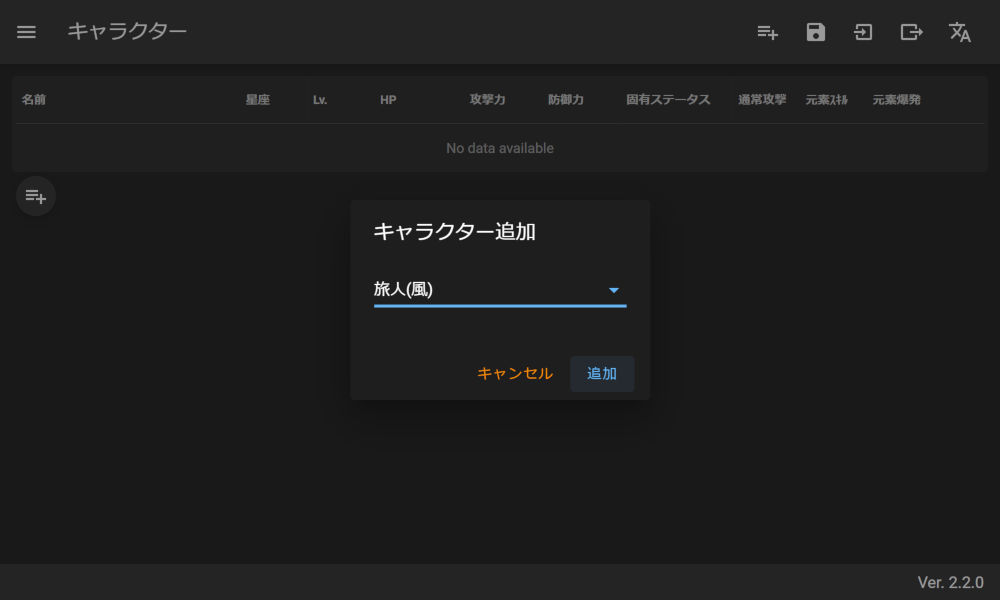 キャラクター
名前 星座 Lv. HP 攻撃力 防御力 固有ステータス 通常攻撃 元素ｽｷﾙ 元素爆発
No data available
キャラクター追加
旅人(風)
キャンセル 追加
Ver. 2.2.0